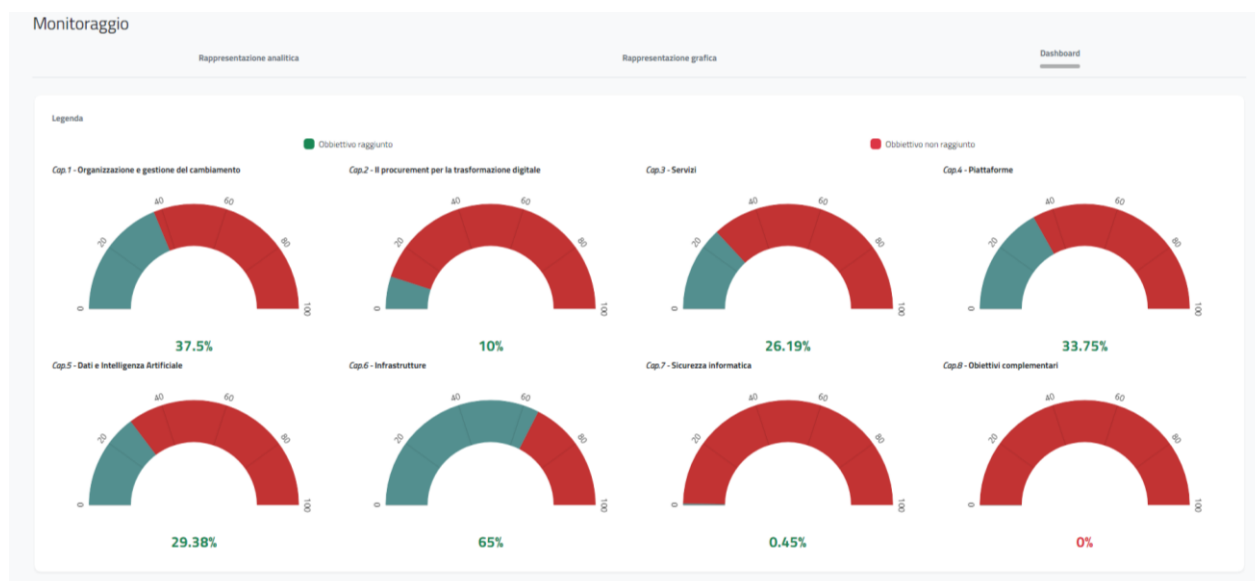 Monitoraggio
Rappresentazione analitica Rappresentazione grafica Dashboard
Legenda
Obbiettivo raggiunto Obbiettivo non raggiunto
Cap.1 - Organizzazione e gestione del cambiamento
0 20 40 60 80 100
37.5%
Cap.2 - Il procurement per la trasformazione digitale
0 20 40 60 80 100
10%
Cap.3 - Servizi
0 20 40 60 80 100
26.19%
Cap.4 - Piattaforme
0 20 40 60 80 100
33.75%
Cap.5 - Dati e Intelligenza Artificiale
0 20 40 60 80 100
29.38%
Cap.6 - Infrastrutture
0 20 40 60 80 100
65%
Cap.7 - Sicurezza informatica
0 20 40 60 80 100
0.45%
Cap.8 - Obiettivi complementari
0 20 40 60 80 100
0%